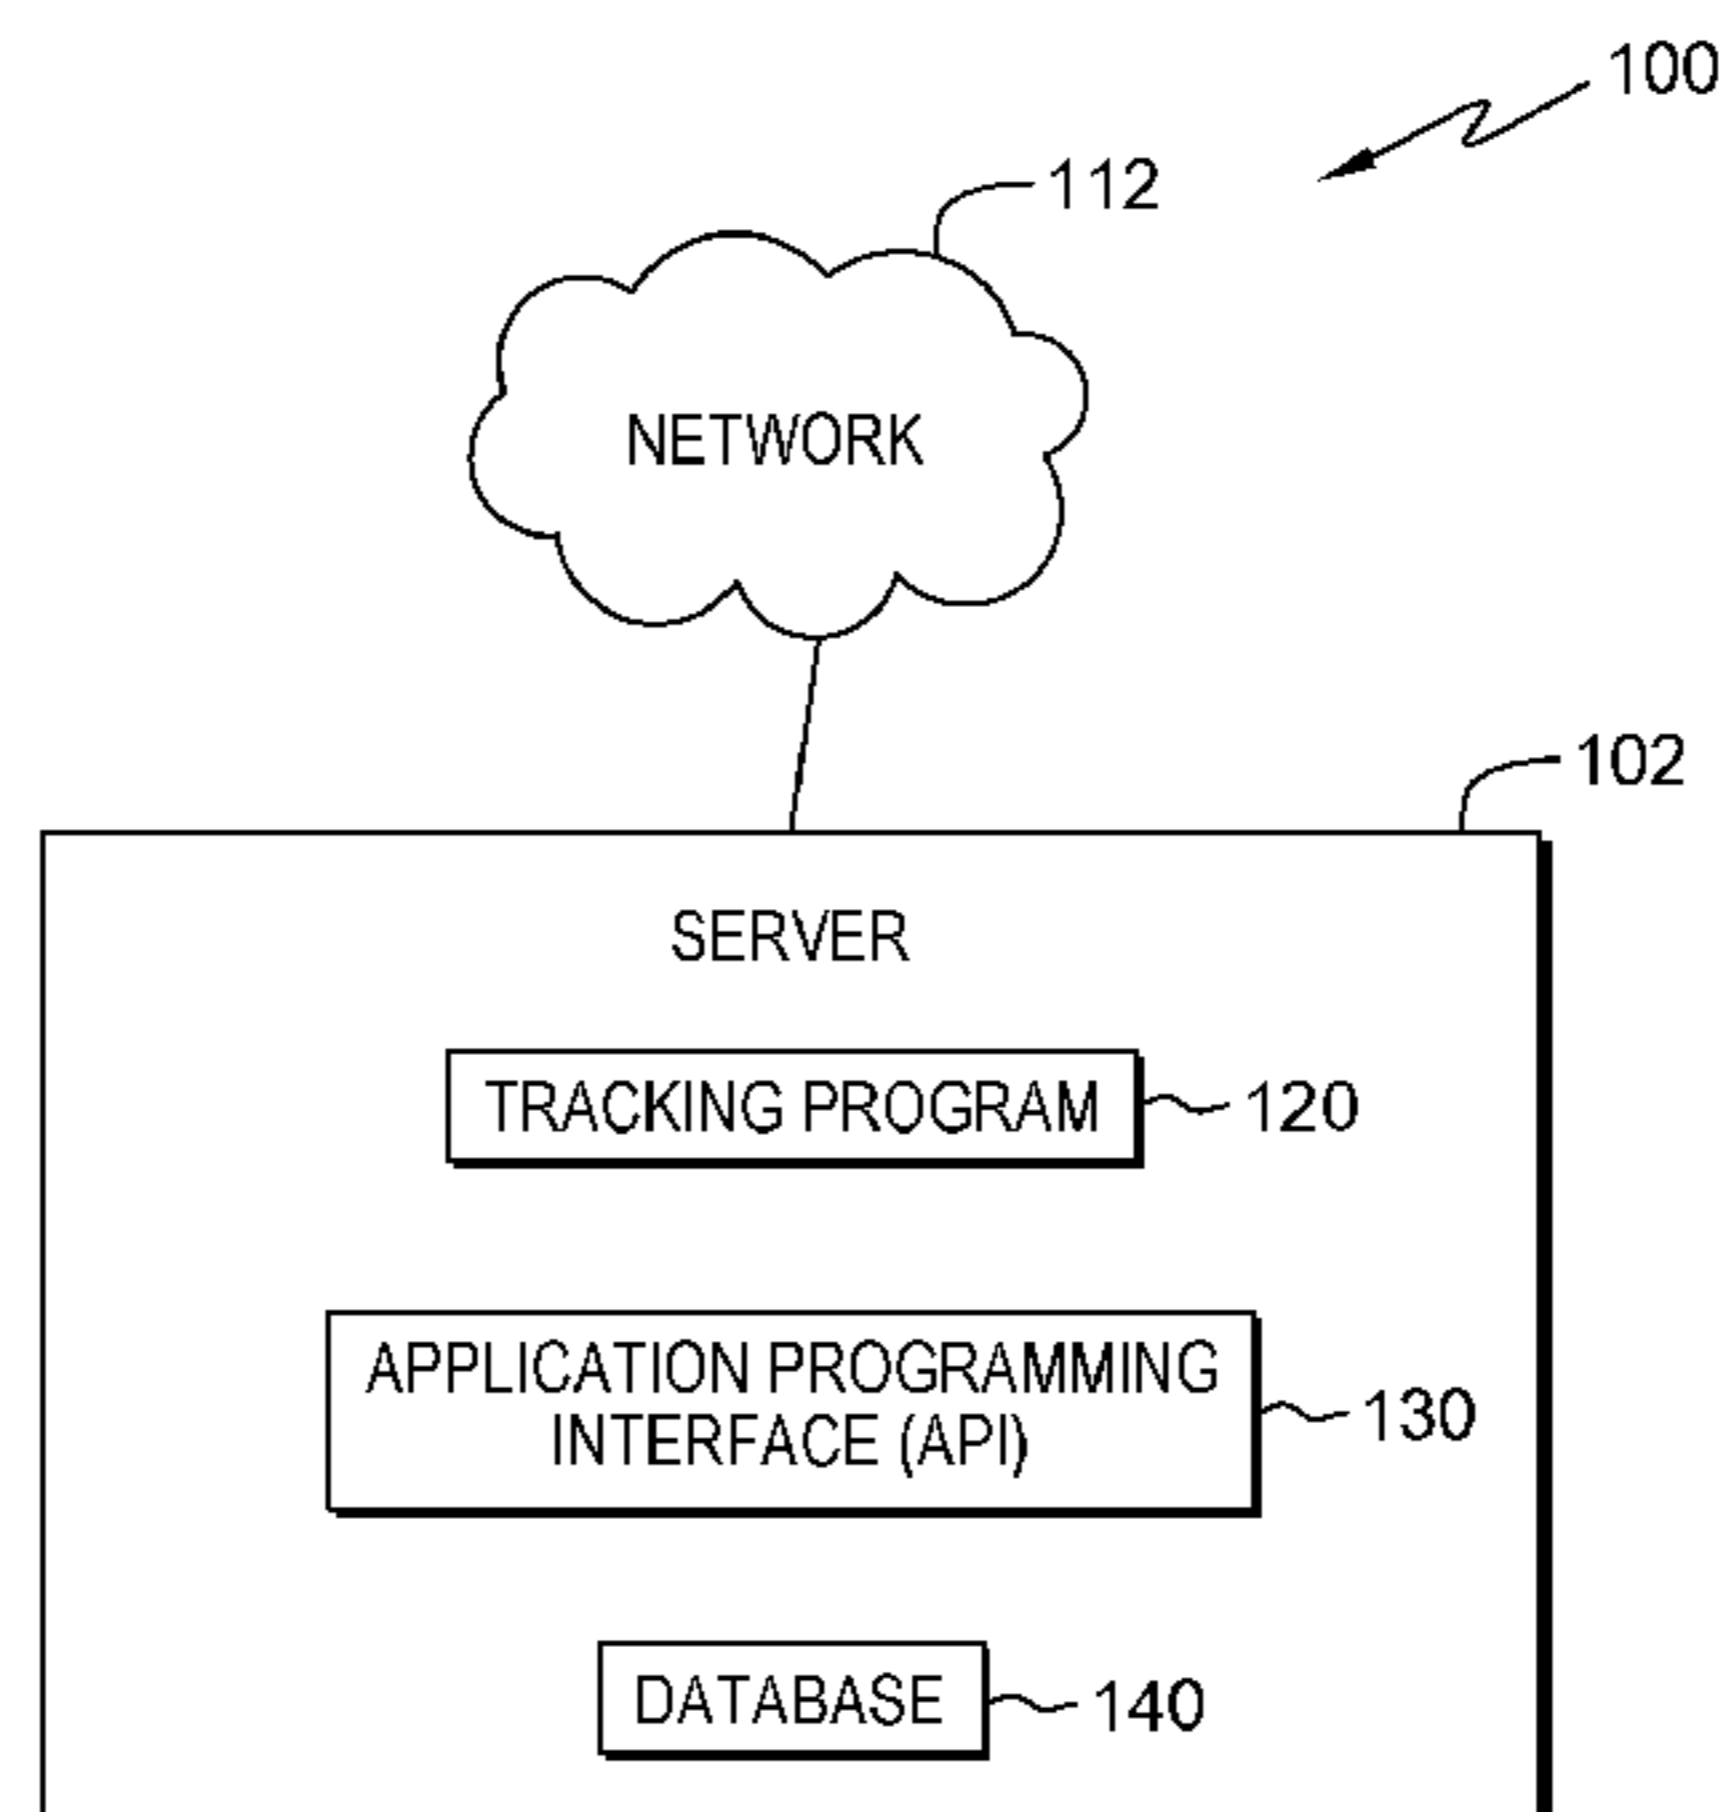 100
112
NETWORK
102
SERVER
TRACKING PROGRAM
120
APPLICATION PROGRAMMING
INTERFACE (API)
130
DATABASE
140